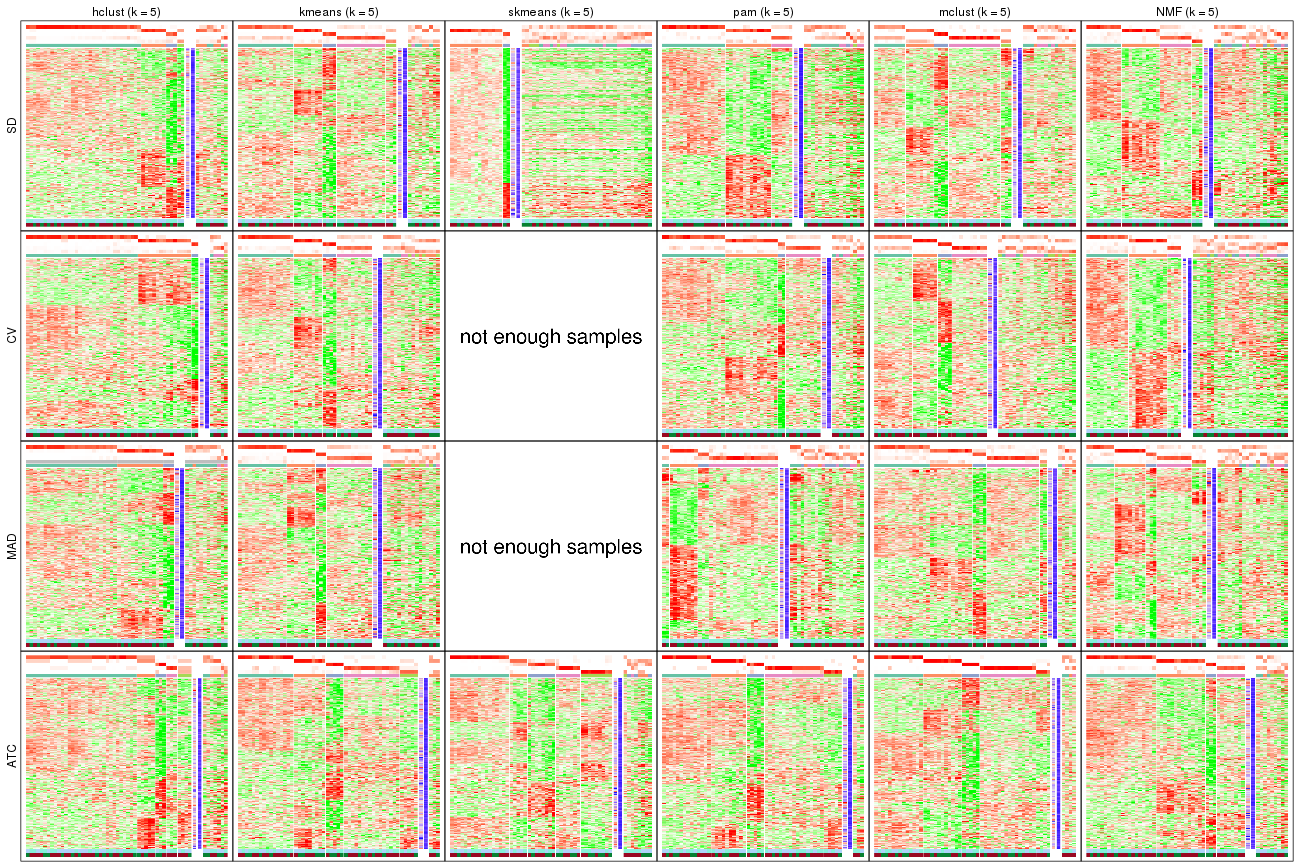 hclust (k = 5) kmeans (k = 5) skmeans (k = 5) pam (k = 5) mclust (k = 5) NMF (k = 5)
SD
CV
not enough samples
MAD
not enough samples
ATC